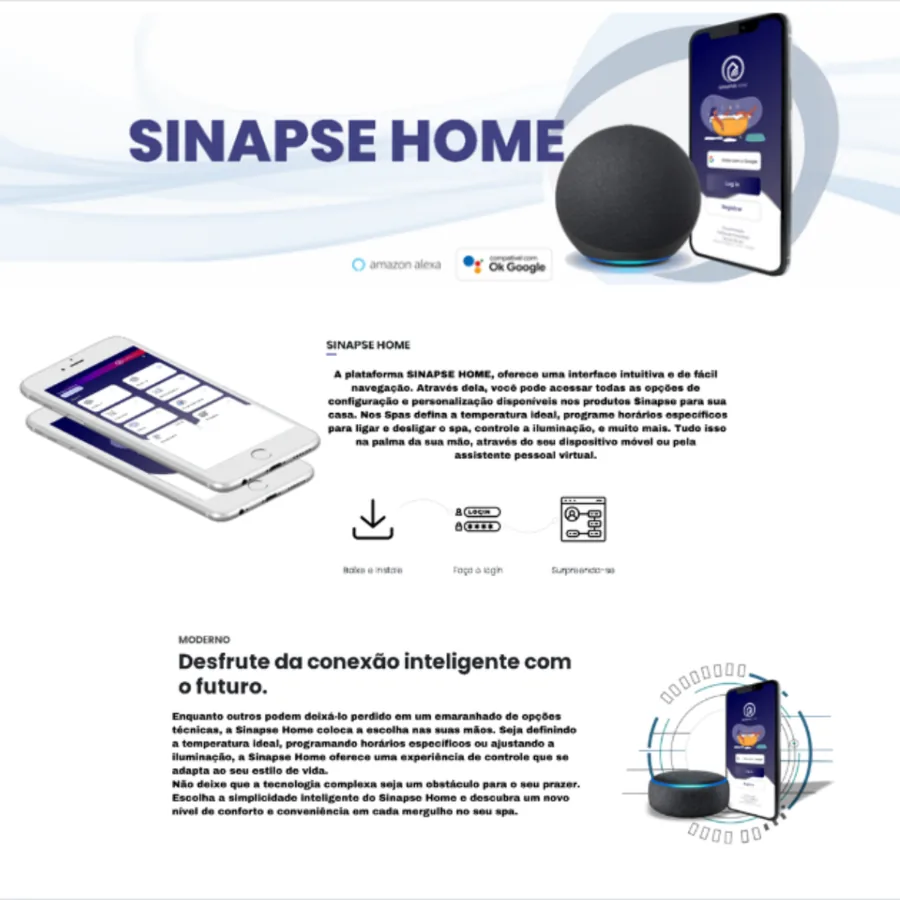 SINAPSE HOME
amazon alexa
compatível com
Ok Google
Log in
Registrar
SINAPSE HOME
A plataforma SINAPSE HOME, oferece uma interface intuitiva e de fácil
navegação. Através dela, você pode acessar todas as opções de
configuração e personalização disponíveis nos produtos Sinapse para sua
casa. Nos Spas defina a temperatura ideal, programe horários específicos
para ligar e desligar o spa, controle a iluminação, e muito mais. Tudo isso
na palma da sua mão, através do seu dispositivo móvel ou pela
assistente pessoal virtual.
LOGIN
Baixe e instale
Faça o login
Surpreenda-se
MODERNO
Desfrute da conexão inteligente com
o futuro.
Enquanto outros podem deixá-lo perdido em um emaranhado de opções
técnicas, a Sinapse Home coloca a escolha nas suas mãos. Seja definindo
a temperatura ideal, programando horários específicos ou ajustando a
iluminação, a Sinapse Home oferece uma experiência de controle que se
adapta ao seu estilo de vida.
Não deixe que a tecnologia complexa seja um obstáculo para o seu prazer.
Escolha a simplicidade inteligente do Sinapse Home e descubra um novo
nível de conforto e conveniência em cada mergulho no seu spa.